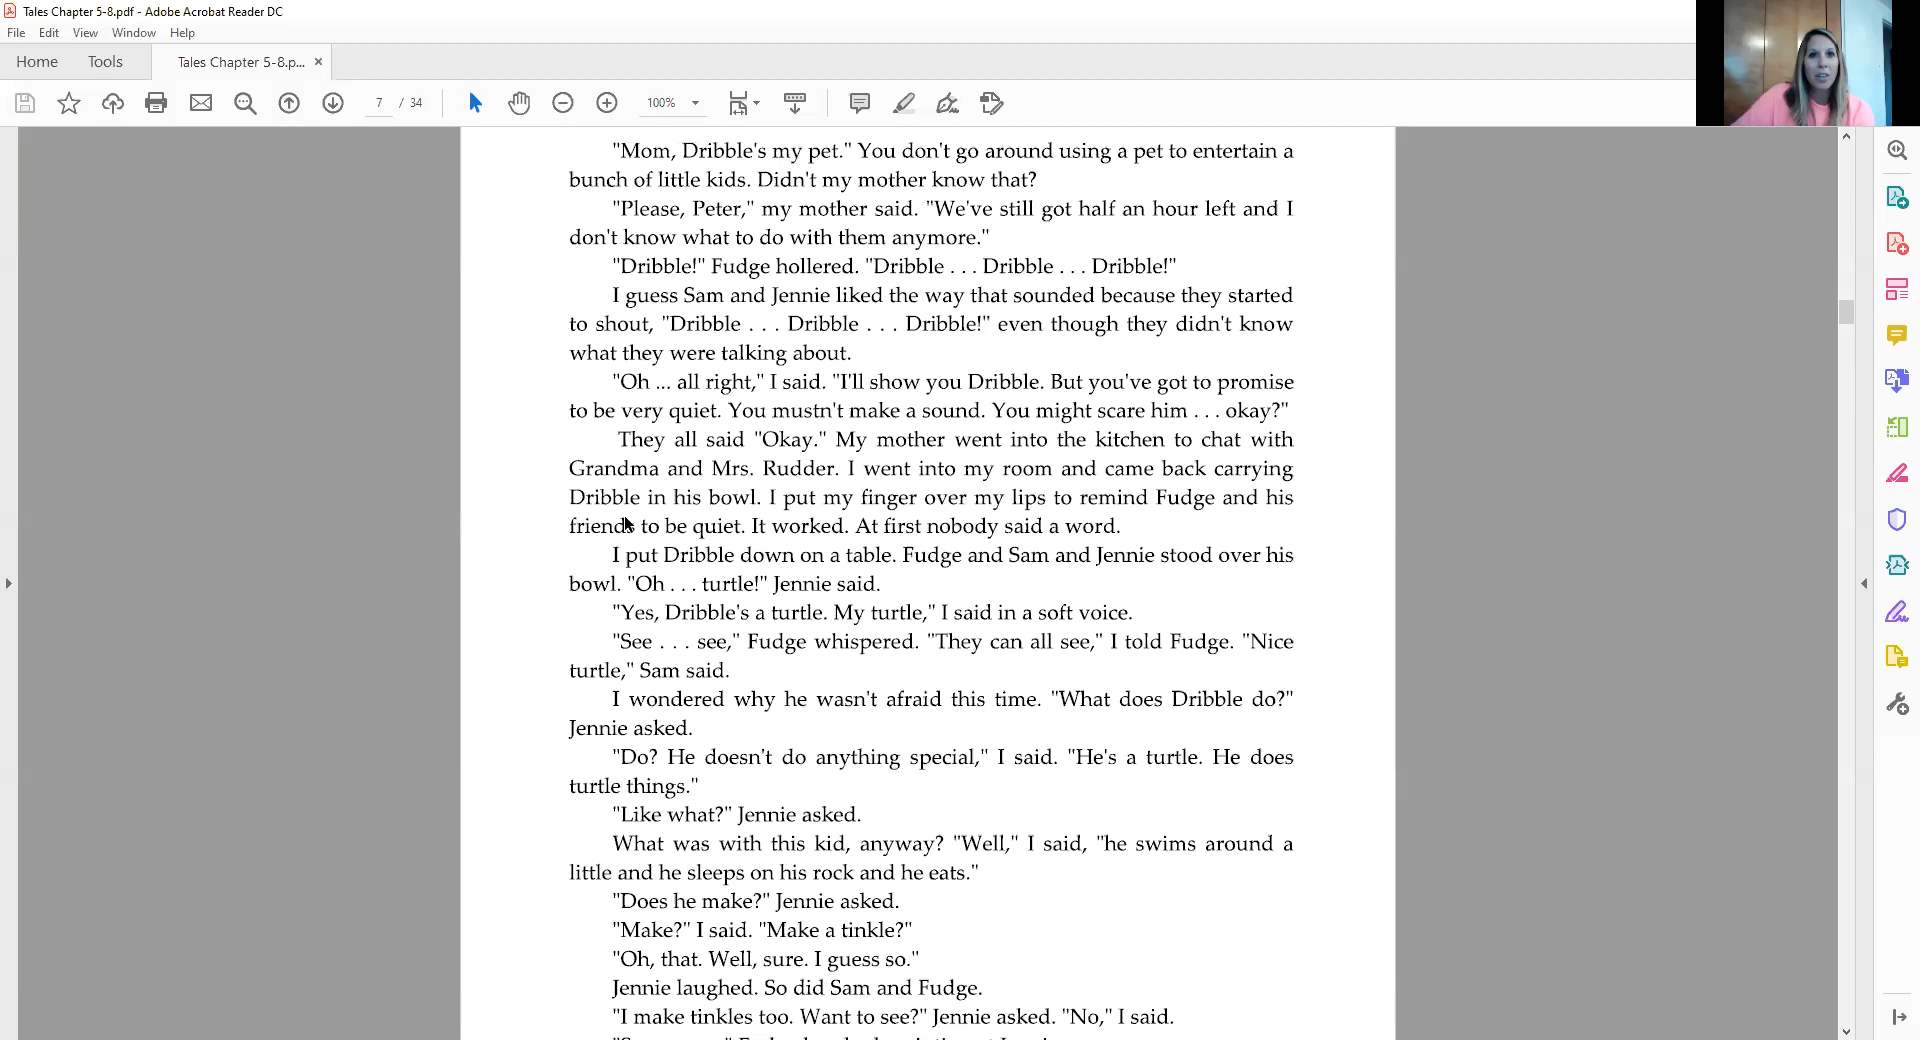 Tales Chapter 5-8.pdf - Adobe Acrobat Reader DC
File Edit View Window Help
Home Tools Tales Chapter 5-8.p... ×
7 / 34 100%
"Mom, Dribble's my pet." You don't go around using a pet to entertain a
bunch of little kids. Didn't my mother know that?
"Please, Peter," my mother said. "We've still got half an hour left and I
don't know what to do with them anymore."
"Dribble!" Fudge hollered. "Dribble . . . Dribble . . . Dribble!"
I guess Sam and Jennie liked the way that sounded because they started
to shout, "Dribble . . . Dribble . . . Dribble!" even though they didn't know
what they were talking about.
"Oh ... all right," I said. "I'll show you Dribble. But you've got to promise
to be very quiet. You mustn't make a sound. You might scare him . . . okay?"
They all said "Okay." My mother went into the kitchen to chat with
Grandma and Mrs. Rudder. I went into my room and came back carrying
Dribble in his bowl. I put my finger over my lips to remind Fudge and his
friends to be quiet. It worked. At first nobody said a word.
I put Dribble down on a table. Fudge and Sam and Jennie stood over his
bowl. "Oh . . . turtle!" Jennie said.
"Yes, Dribble's a turtle. My turtle," I said in a soft voice.
"See . . . see," Fudge whispered. "They can all see," I told Fudge. "Nice
turtle," Sam said.
I wondered why he wasn't afraid this time. "What does Dribble do?"
Jennie asked.
"Do? He doesn't do anything special," I said. "He's a turtle. He does
turtle things."
"Like what?" Jennie asked.
What was with this kid, anyway? "Well," I said, "he swims around a
little and he sleeps on his rock and he eats."
"Does he make?" Jennie asked.
"Make?" I said. "Make a tinkle?"
"Oh, that. Well, sure. I guess so."
Jennie laughed. So did Sam and Fudge.
"I make tinkles too. Want to see?" Jennie asked. "No," I said.